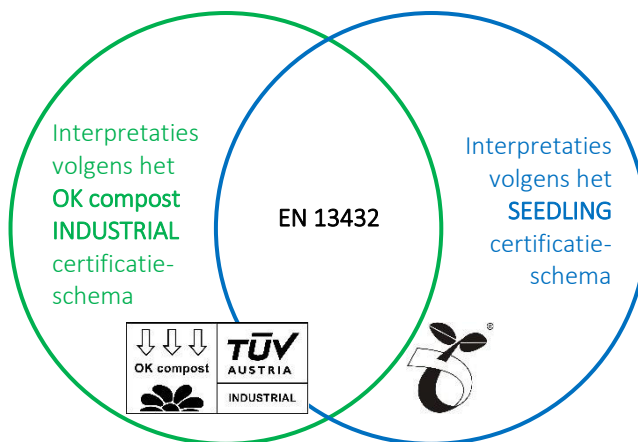 Interpretaties
volgens het
OK compost
INDUSTRIAL
certificatie-
schema
EN 13432
Interpretaties
volgens het
SEEDLING
certificatie-
schema
OK compost
TÜV
AUSTRIA
INDUSTRIAL
®